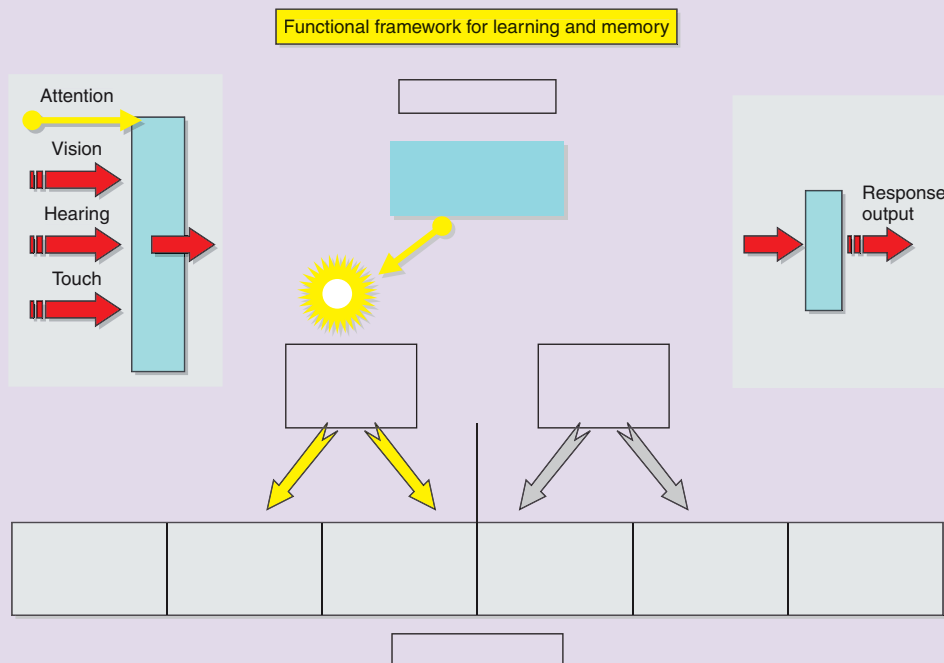 Functional framework for learning and memory
Attention
Vision
Hearing
Touch
Response
output